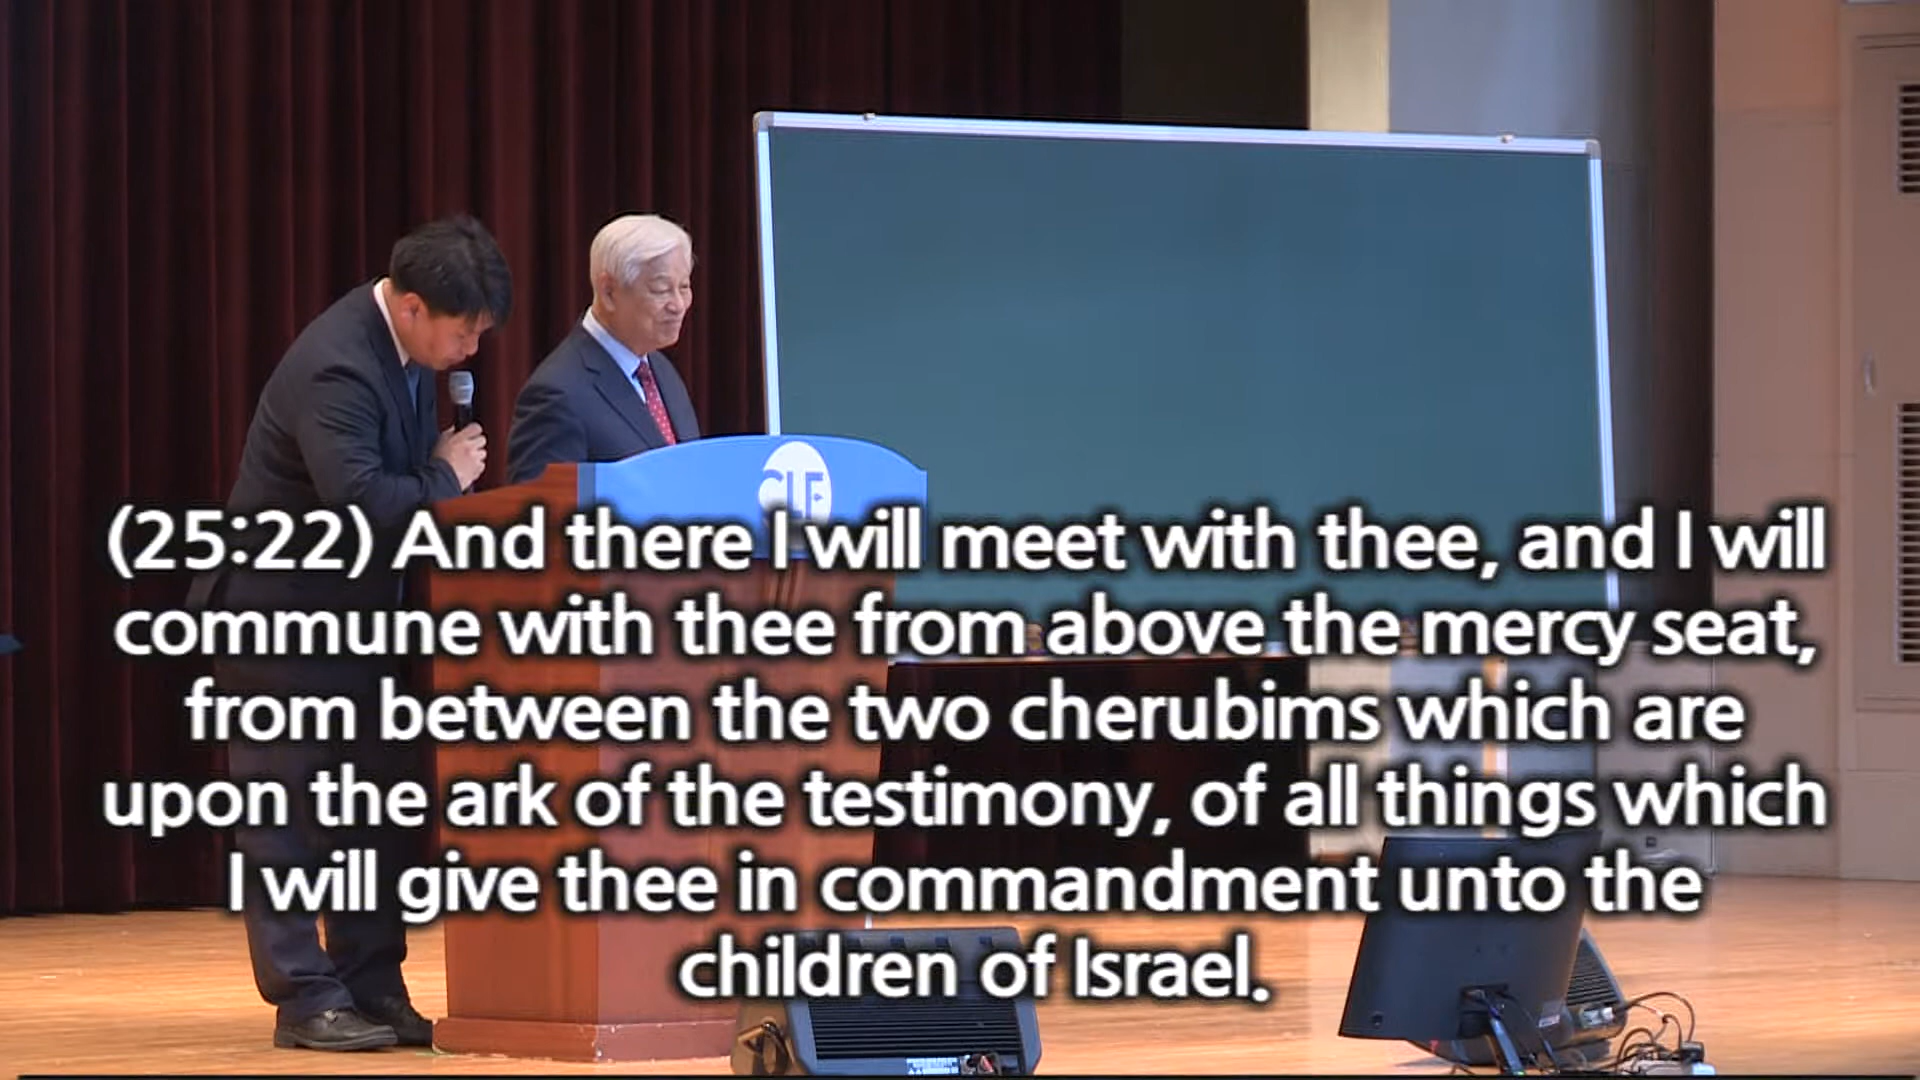 CLF
(25:22) And there I will meet with thee, and I will
commune with thee from above the mercy seat,
from between the two cherubims which are
upon the ark of the testimony, of all things which
I will give thee in commandment unto the
children of Israel.